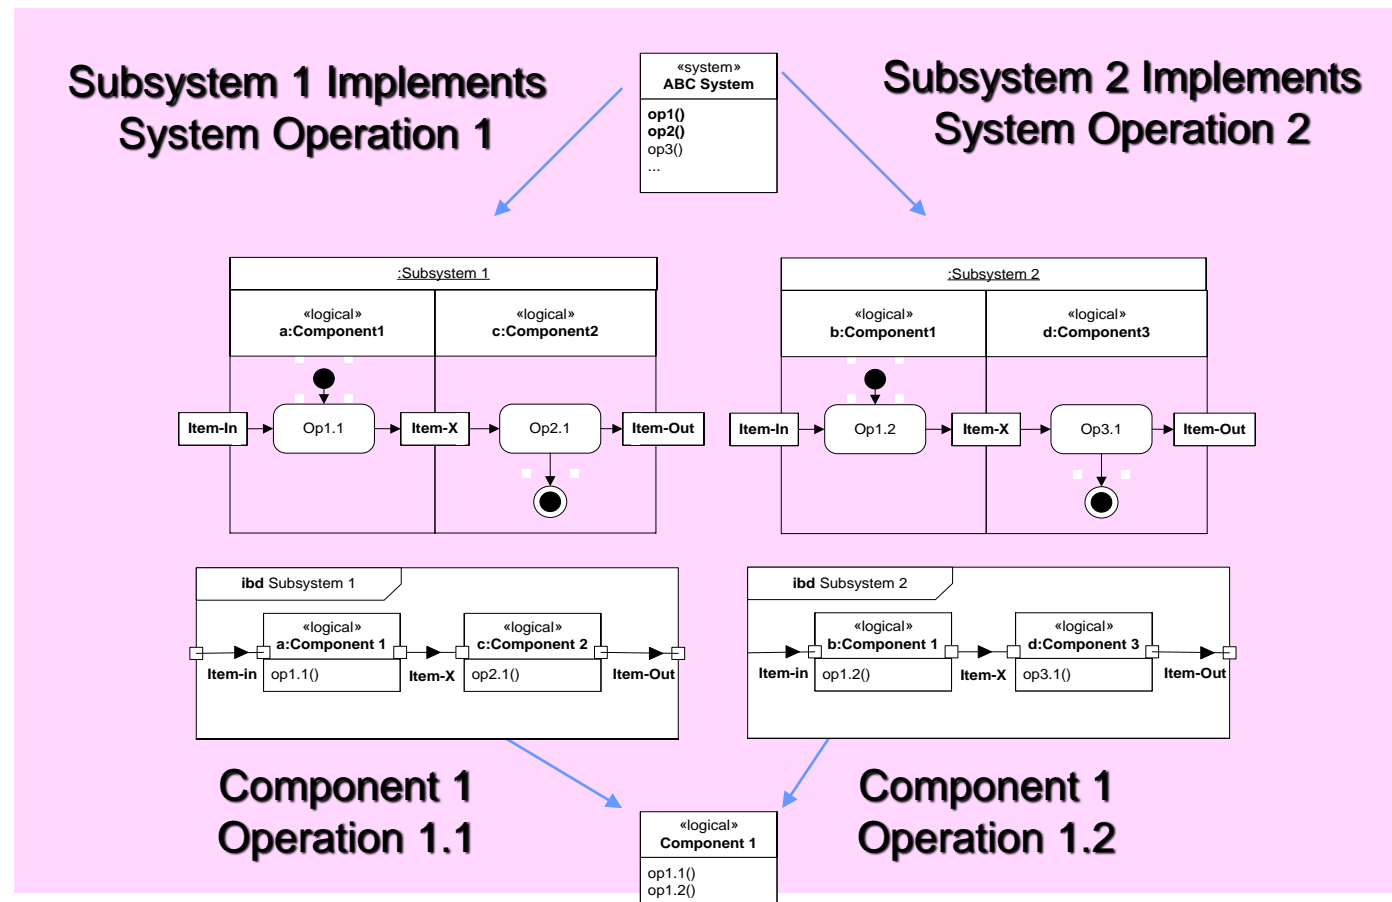 Subsystem 1 Implements
System Operation 1
«system»
ABC System
op1()
op2()
op3()
...
Subsystem 2 Implements
System Operation 2
:Subsystem 1
«logical»
a:Component1
«logical»
c:Component2
Item-In
Op1.1
Item-X
Op2.1
Item-Out
:Subsystem 2
«logical»
b:Component1
«logical»
d:Component3
Item-In
Op1.2
Item-X
Op3.1
Item-Out
ibd Subsystem 1
«logical»
a:Component 1
op1.1()
«logical»
c:Component 2
op2.1()
Item-in
Item-X
Item-Out
ibd Subsystem 2
«logical»
b:Component 1
op1.2()
«logical»
d:Component 3
op3.1()
Item-in
Item-X
Item-Out
Component 1
Operation 1.1
«logical»
Component 1
op1.1()
op1.2()
Component 1
Operation 1.2